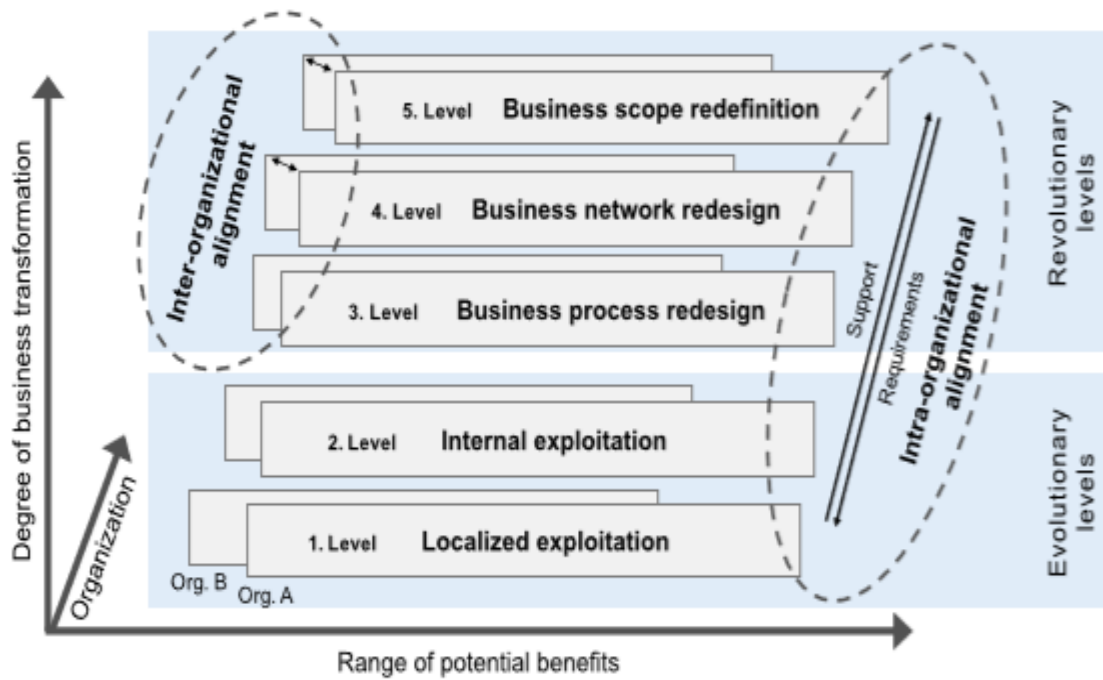 Degree of business transformation
Organization
Range of potential benefits
Inter-organizational
alignment
5. Level Business scope redefinition
4. Level Business network redesign
3. Level Business process redesign
2. Level Internal exploitation
1. Level Localized exploitation
Org. B
Org. A
Support
Requirements
Intra-organizational
alignment
Revolutionary
levels
Evolutionary
levels